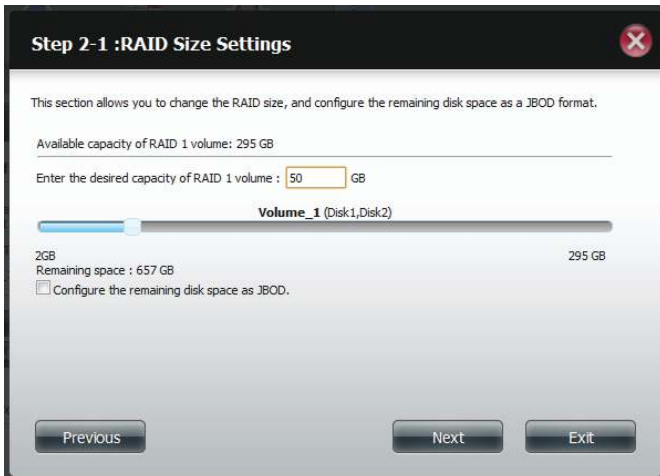 Step 2-1 :RAID Size Settings
This section allows you to change the RAID size, and configure the remaining disk space as a JBOD format.
Available capacity of RAID 1 volume: 295 GB
Enter the desired capacity of RAID 1 volume : 50 GB
Volume_1 (Disk1,Disk2)
2GB 295 GB
Remaining space : 657 GB
Configure the remaining disk space as JBOD.
Previous Next Exit